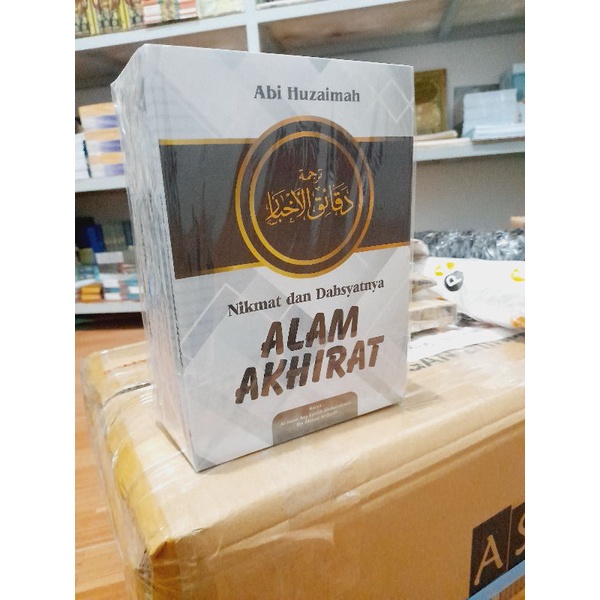 Abi Huzaimah
ترجمة
دقائق الأخبار
Nikmat dan Dahsyatnya
ALAM
AKHIRAT